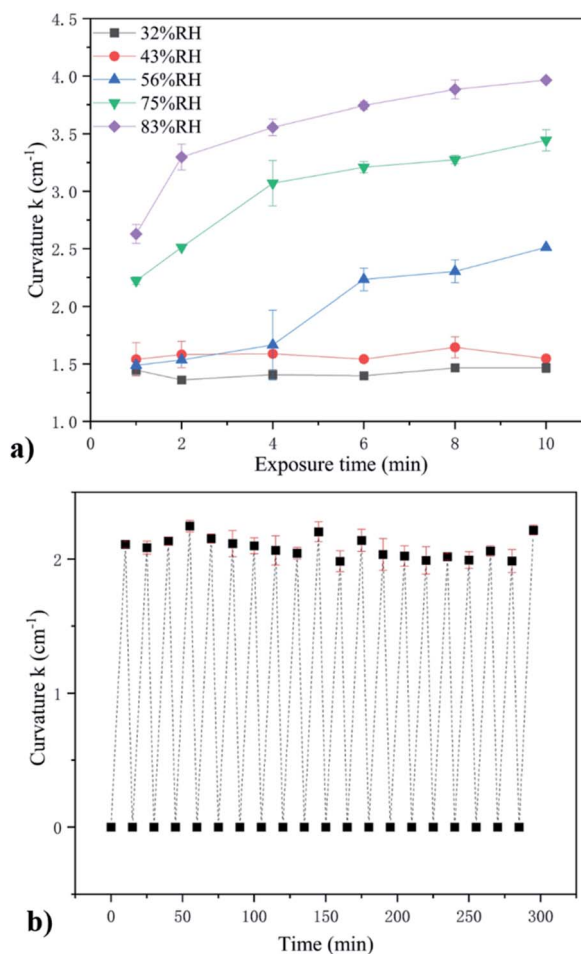 32%RH
43%RH
56%RH
75%RH
83%RH
4.5
4.0
3.5
3.0
2.5
2.0
1.5
1.0
Curvature k (cm⁻¹)
0 2 4 6 8 10
Exposure time (min)
a)
2
1
0
Curvature k (cm⁻¹)
0 50 100 150 200 250 300
Time (min)
b)